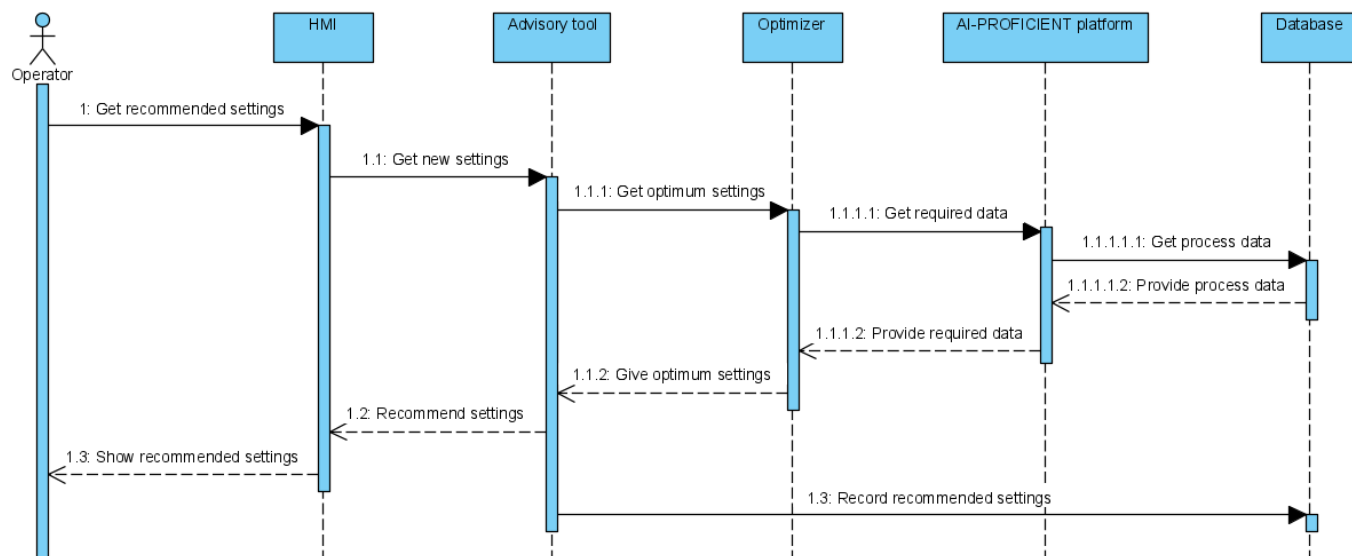 HMI
Advisory tool
Optimizer
AI-PROFICIENT platform
Database
Operator
1: Get recommended settings
1.1: Get new settings
1.1.1: Get optimum settings
1.1.1.1: Get required data
1.1.1.1.1: Get process data
1.1.1.1.2: Provide process data
1.1.1.2: Provide required data
1.1.2: Give optimum settings
1.2: Recommend settings
1.3: Show recommended settings
1.3: Record recommended settings